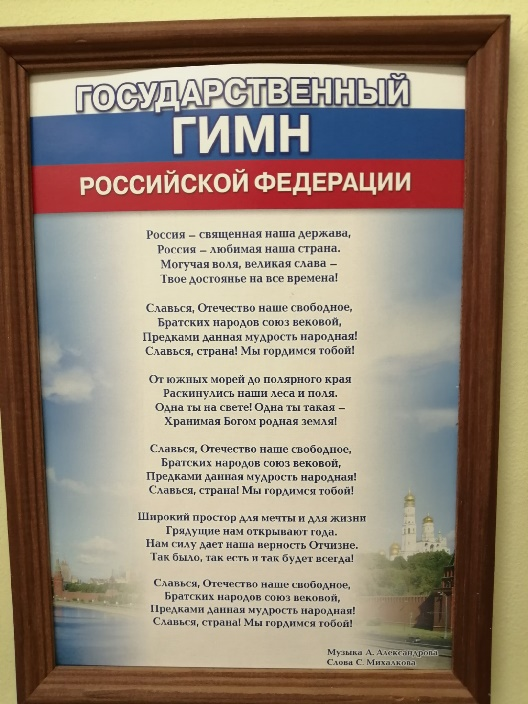 ГОСУДАРСТВЕННЫЙ
ГИМН
РОССИЙСКОЙ ФЕДЕРАЦИИ
Россия – священная наша держава,
Россия – любимая наша страна.
Могучая воля, великая слава –
Твое достоянье на все времена!
Славься, Отечество наше свободное,
Братских народов союз вековой,
Предками данная мудрость народная!
Славься, страна! Мы гордимся тобой!
От южных морей до полярного края
Раскинулись наши леса и поля.
Одна ты на свете! Одна ты такая –
Хранимая Богом родная земля!
Славься, Отечество наше свободное,
Братских народов союз вековой,
Предками данная мудрость народная!
Славься, страна! Мы гордимся тобой!
Широкий простор для мечты и для жизни
Грядущие нам открывают года.
Нам силу дает наша верность Отчизне.
Так было, так есть и так будет всегда!
Славься, Отечество наше свободное,
Братских народов союз вековой,
Предками данная мудрость народная!
Славься, страна! Мы гордимся тобой!
Музыка А. Александрова
Слова С. Михалкова